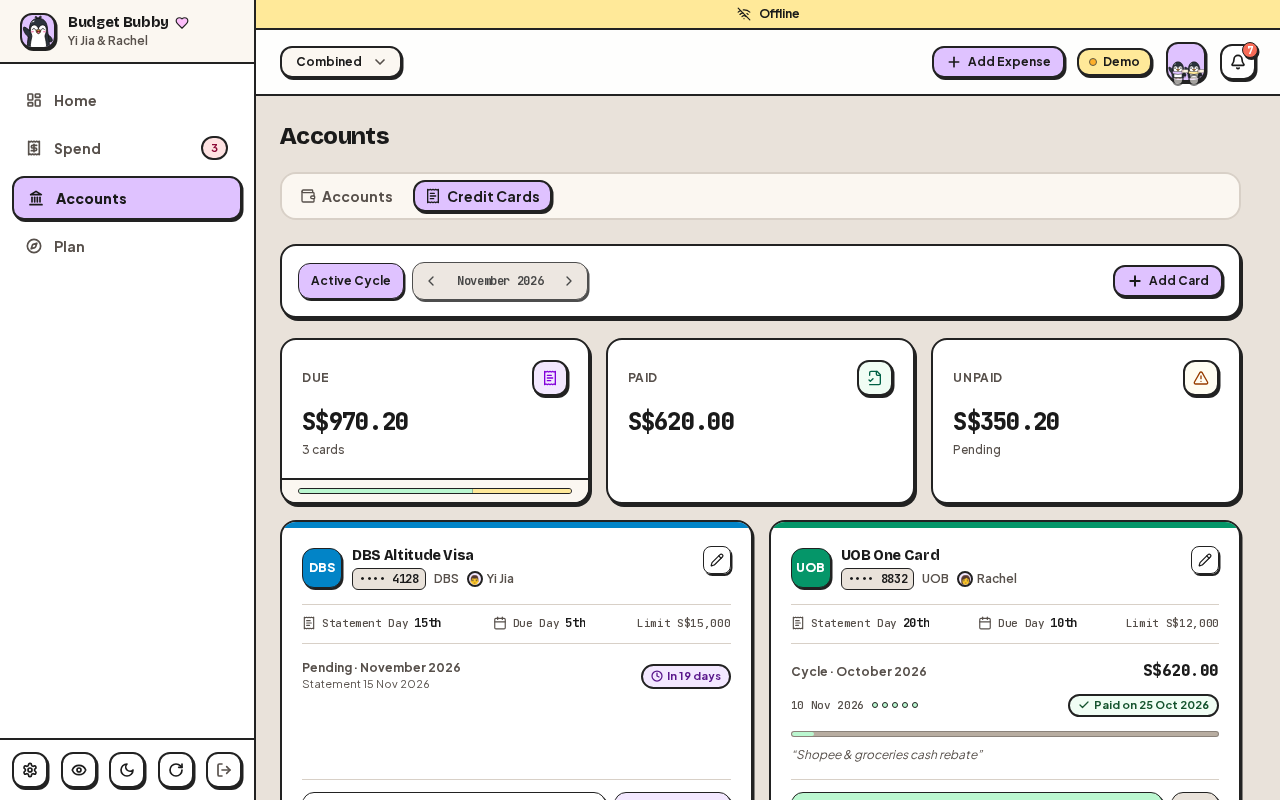 Budget Bubby
Yi Jia & Rachel
Offline
Combined
Add Expense
Demo
7
Home
Spend
3
Accounts
Plan
Accounts
Accounts
Credit Cards
Active Cycle
November 2026
Add Card
DUE
S$970.20
3 cards
PAID
S$620.00
UNPAID
S$350.20
Pending
DBS
DBS Altitude Visa
•••• 4128 DBS Yi Jia
Statement Day 15th
Due Day 5th
Limit S$15,000
Pending · November 2026
Statement 15 Nov 2026
In 19 days
UOB
UOB One Card
•••• 8832 UOB Rachel
Statement Day 20th
Due Day 10th
Limit S$12,000
Cycle · October 2026
S$620.00
10 Nov 2026
Paid on 25 Oct 2026
“Shopee & groceries cash rebate”